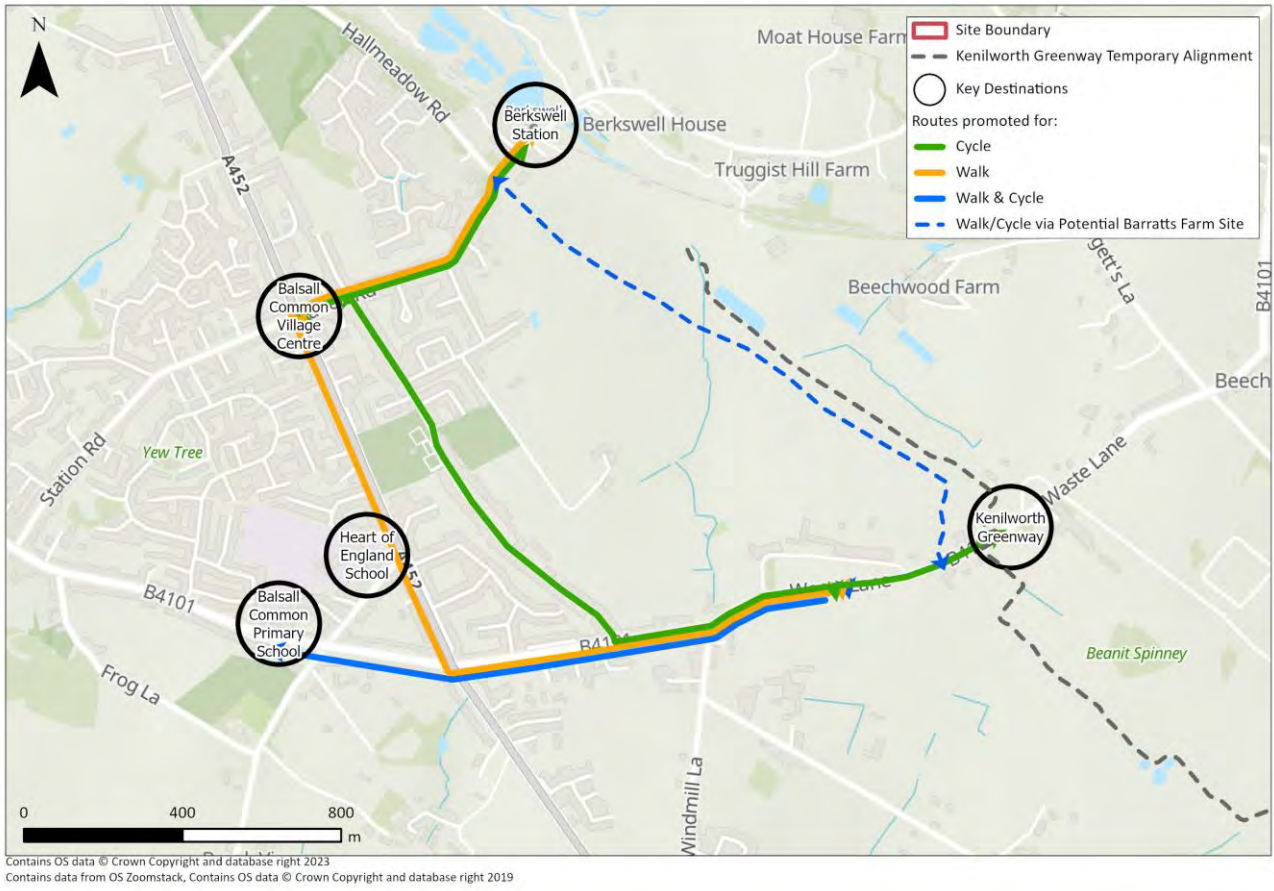 N
Hallmeadow Rd
Moat House Farm
Site Boundary
Kenilworth Greenway Temporary Alignment
Key Destinations
Routes promoted for:
Cycle
Walk
Walk & Cycle
Walk/Cycle via Potential Barratts Farm Site
Berkswell
Station
Berkswell House
A452
Truggist Hill Farm
B4101
Beechwood Farm
Balsall
Common
Village
Centre
Beech
Yew Tree
Station Rd
Waste Lane
Kenilworth
Greenway
Heart of
England
School
B4101
Balsall
Common
Primary
School
B4101
Beanit Spinney
Frog La
Windmill La
0 400 800
m
Contains OS data © Crown Copyright and database right 2023
Contains data from OS Zoomstack, Contains OS data © Crown Copyright and database right 2019